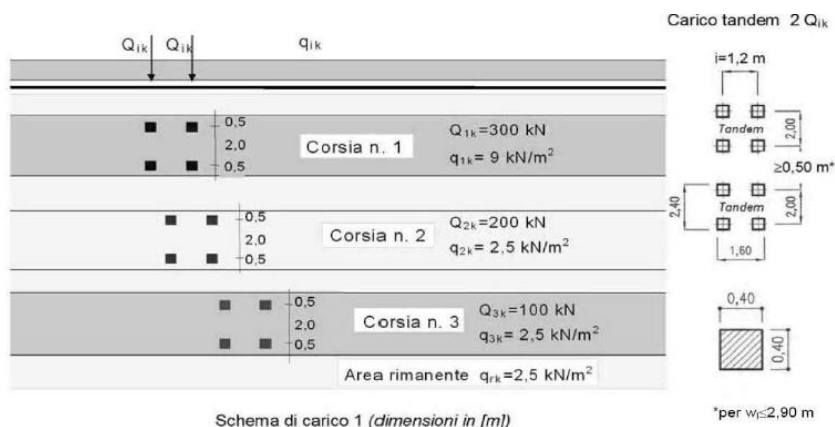 Carico tandem 2 Qik
Qik Qik qik
i=1,2 m
0,5
2,0
0,5
Corsia n. 1
Q1k=300 kN
q1k= 9 kN/m²
Tandem
2,00
≥0,50 m*
0,5
2,0
0,5
Corsia n. 2
Q2k=200 kN
q2k= 2,5 kN/m²
2,40
Tandem
2,00
1,60
0,5
2,0
0,5
Corsia n. 3
Q3k=100 kN
q3k= 2,5 kN/m²
0,40
0,40
Area rimanente qrk=2,5 kN/m²
Schema di carico 1 (dimensioni in [m])
*per wl≤2,90 m